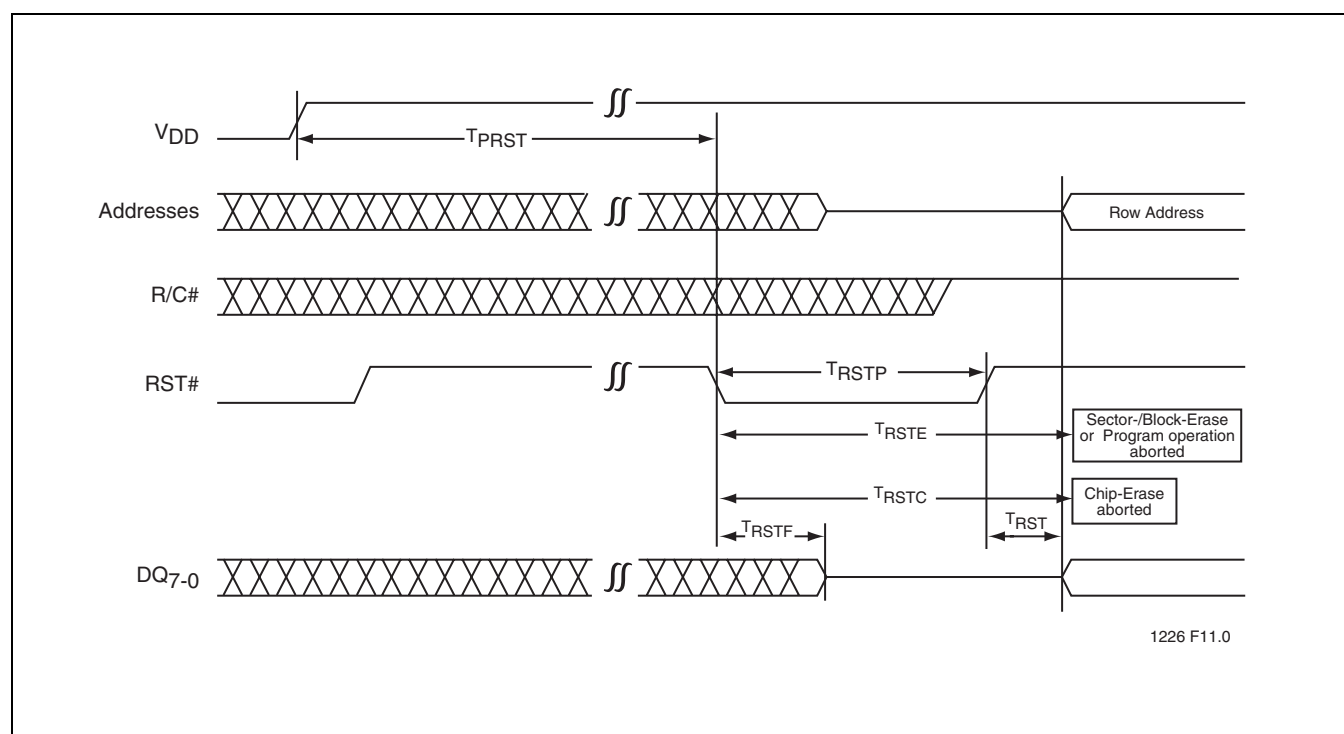 VDD
TPRST
Addresses
Row Address
R/C#
RST#
TRSTP
TRSTE
Sector-/Block-Erase
or Program operation
aborted
TRSTC
Chip-Erase
aborted
TRSTF
TRST
DQ7-0
1226 F11.0